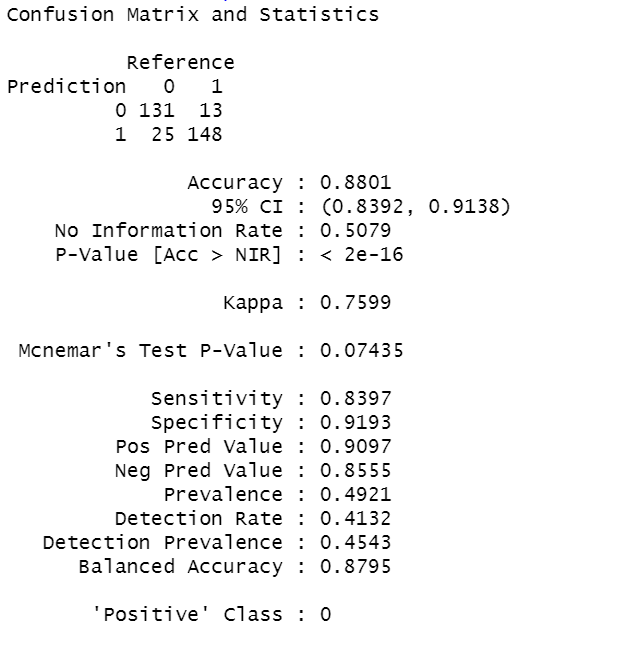 Confusion Matrix and Statistics
Reference
Prediction 0 1
0 131 13
1 25 148
Accuracy : 0.8801
95% CI : (0.8392, 0.9138)
No Information Rate : 0.5079
P-Value [Acc > NIR] : < 2e-16
Kappa : 0.7599
Mcnemar's Test P-Value : 0.07435
Sensitivity : 0.8397
Specificity : 0.9193
Pos Pred Value : 0.9097
Neg Pred Value : 0.8555
Prevalence : 0.4921
Detection Rate : 0.4132
Detection Prevalence : 0.4543
Balanced Accuracy : 0.8795
'Positive' Class : 0